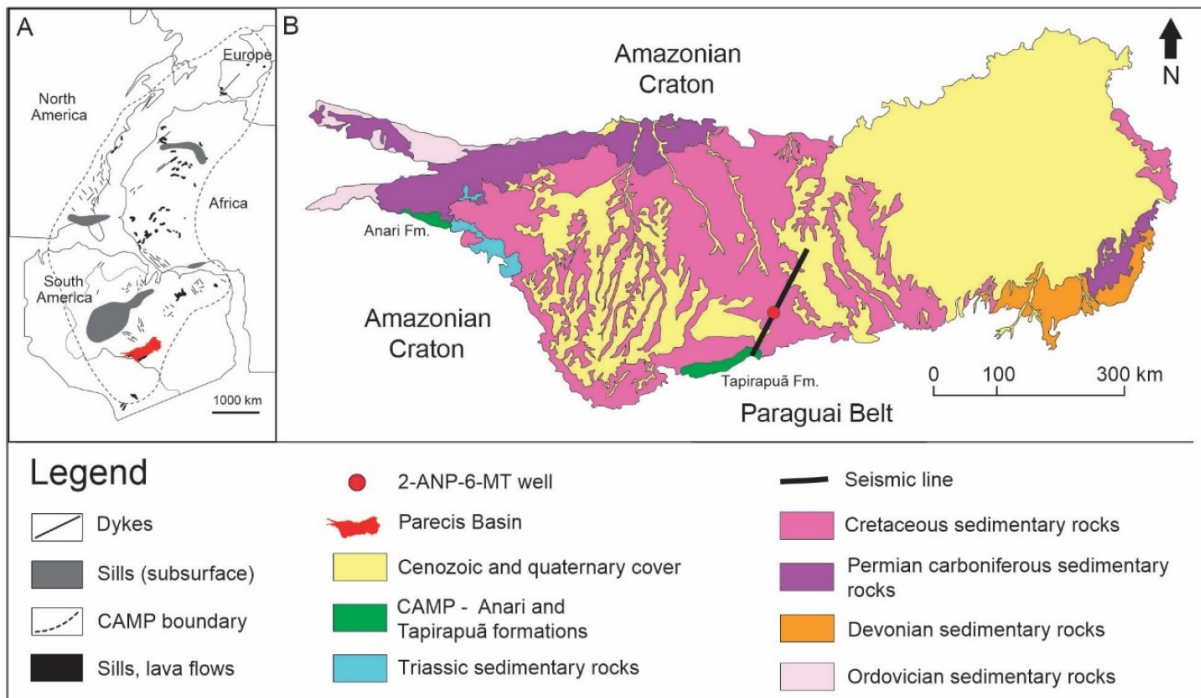 A
Europe
North
America
Africa
South
America
1000 km
B
Amazonian
Craton
N
Anari Fm.
Amazonian
Craton
Tapirapuã Fm.
Paraguai Belt
0 100 300 km
Legend
Dykes
Sills (subsurface)
CAMP boundary
Sills, lava flows
2-ANP-6-MT well
Parecis Basin
Cenozoic and quaternary cover
CAMP - Anari and
Tapirapuã formations
Triassic sedimentary rocks
Seismic line
Cretaceous sedimentary rocks
Permian carboniferous sedimentary
rocks
Devonian sedimentary rocks
Ordovician sedimentary rocks